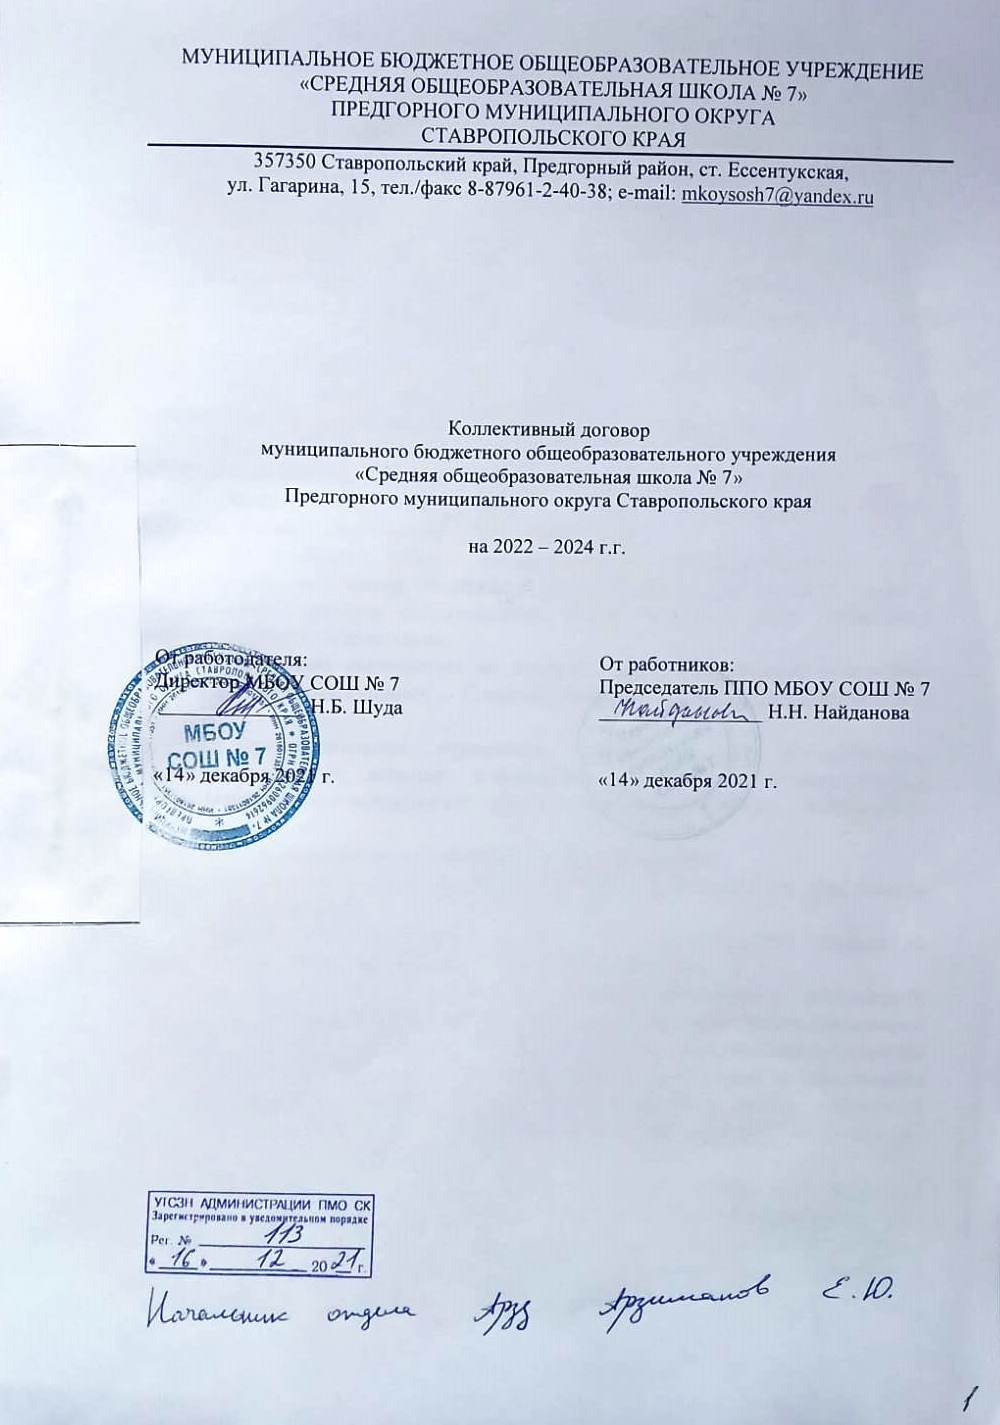 МУНИЦИПАЛЬНОЕ БЮДЖЕТНОЕ ОБЩЕОБРАЗОВАТЕЛЬНОЕ УЧРЕЖДЕНИЕ
«СРЕДНЯЯ ОБЩЕОБРАЗОВАТЕЛЬНАЯ ШКОЛА № 7»
ПРЕДГОРНОГО МУНИЦИПАЛЬНОГО ОКРУГА
СТАВРОПОЛЬСКОГО КРАЯ
357350 Ставропольский край, Предгорный район, ст. Ессентукская,
ул. Гагарина, 15, тел./факс 8-87961-2-40-38; e-mail: mkoysosh7@yandex.ru
Коллективный договор
муниципального бюджетного общеобразовательного учреждения
«Средняя общеобразовательная школа № 7»
Предгорного муниципального округа Ставропольского края
на 2022 – 2024 г.г.
От работодателя:
Директор МБОУ СОШ № 7
Н.Б. Шуда
МБОУ
СОШ № 7
«14» декабря 2021 г.
От работников:
Председатель ППО МБОУ СОШ № 7
Найданова Н.Н. Найданова
«14» декабря 2021 г.
УТСЗН АДМИНИСТРАЦИИ ПМО СК
Зарегистрировано в уведомительном порядке
Рег. № 113
«16» 12 2021 г.
Начальник отдела Арзиманов Е.Ю.
1